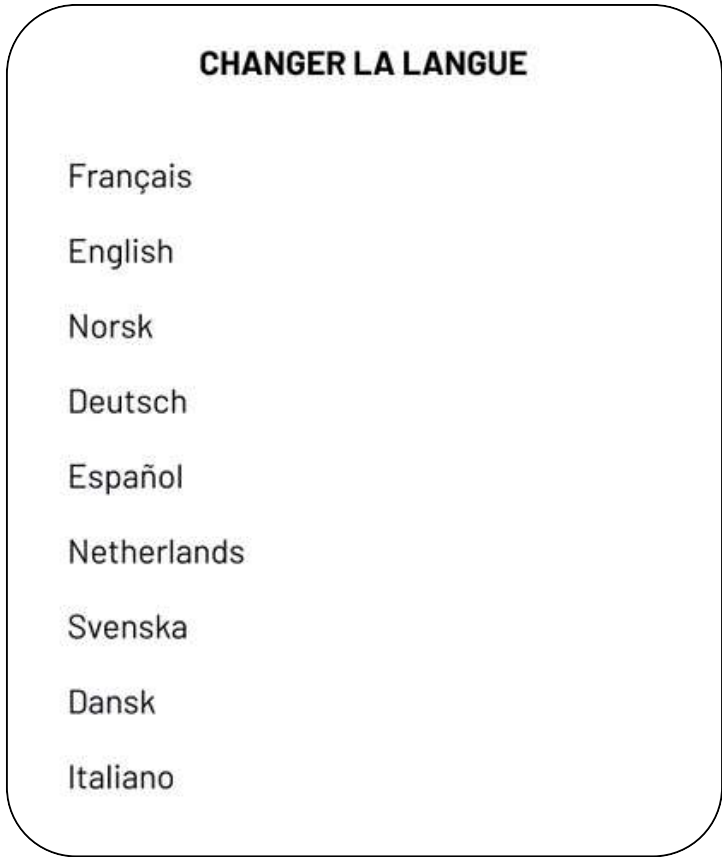 CHANGER LA LANGUE
Français
English
Norsk
Deutsch
Español
Netherlands
Svenska
Dansk
Italiano